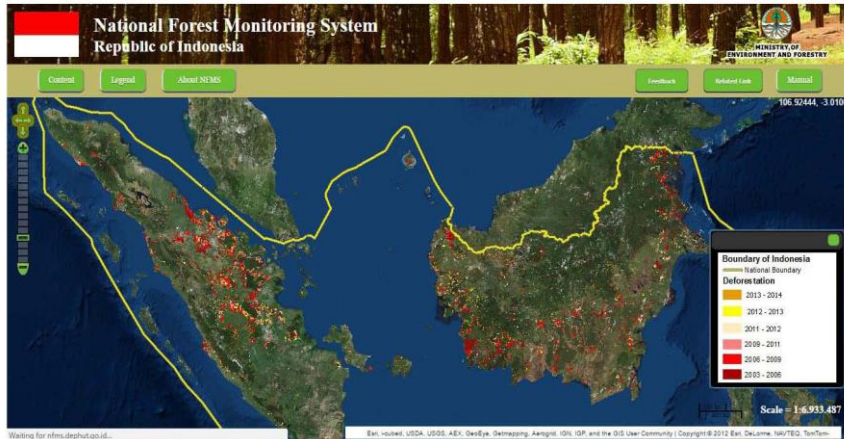 National Forest Monitoring System
Republic of Indonesia
MINISTRY OF
ENVIRONMENT AND FORESTRY
Content
Legend
About NFMS
Feedback
Related Link
Manual
106.92444, -3.010
Boundary of Indonesia
National Boundary
Deforestation
2013 - 2014
2012 - 2013
2011 - 2012
2009 - 2011
2006 - 2009
2003 - 2006
Scale = 1:6.933.487
Waiting for nfms.dephut.go.id...
Esri, i-cubed, USDA, USGS, AEX, GeoEye, Getmapping, Aerogrid, IGN, IGP, and the GIS User Community | Copyright:© 2012 Esri, DeLorme, NAVTEQ, TomTom-